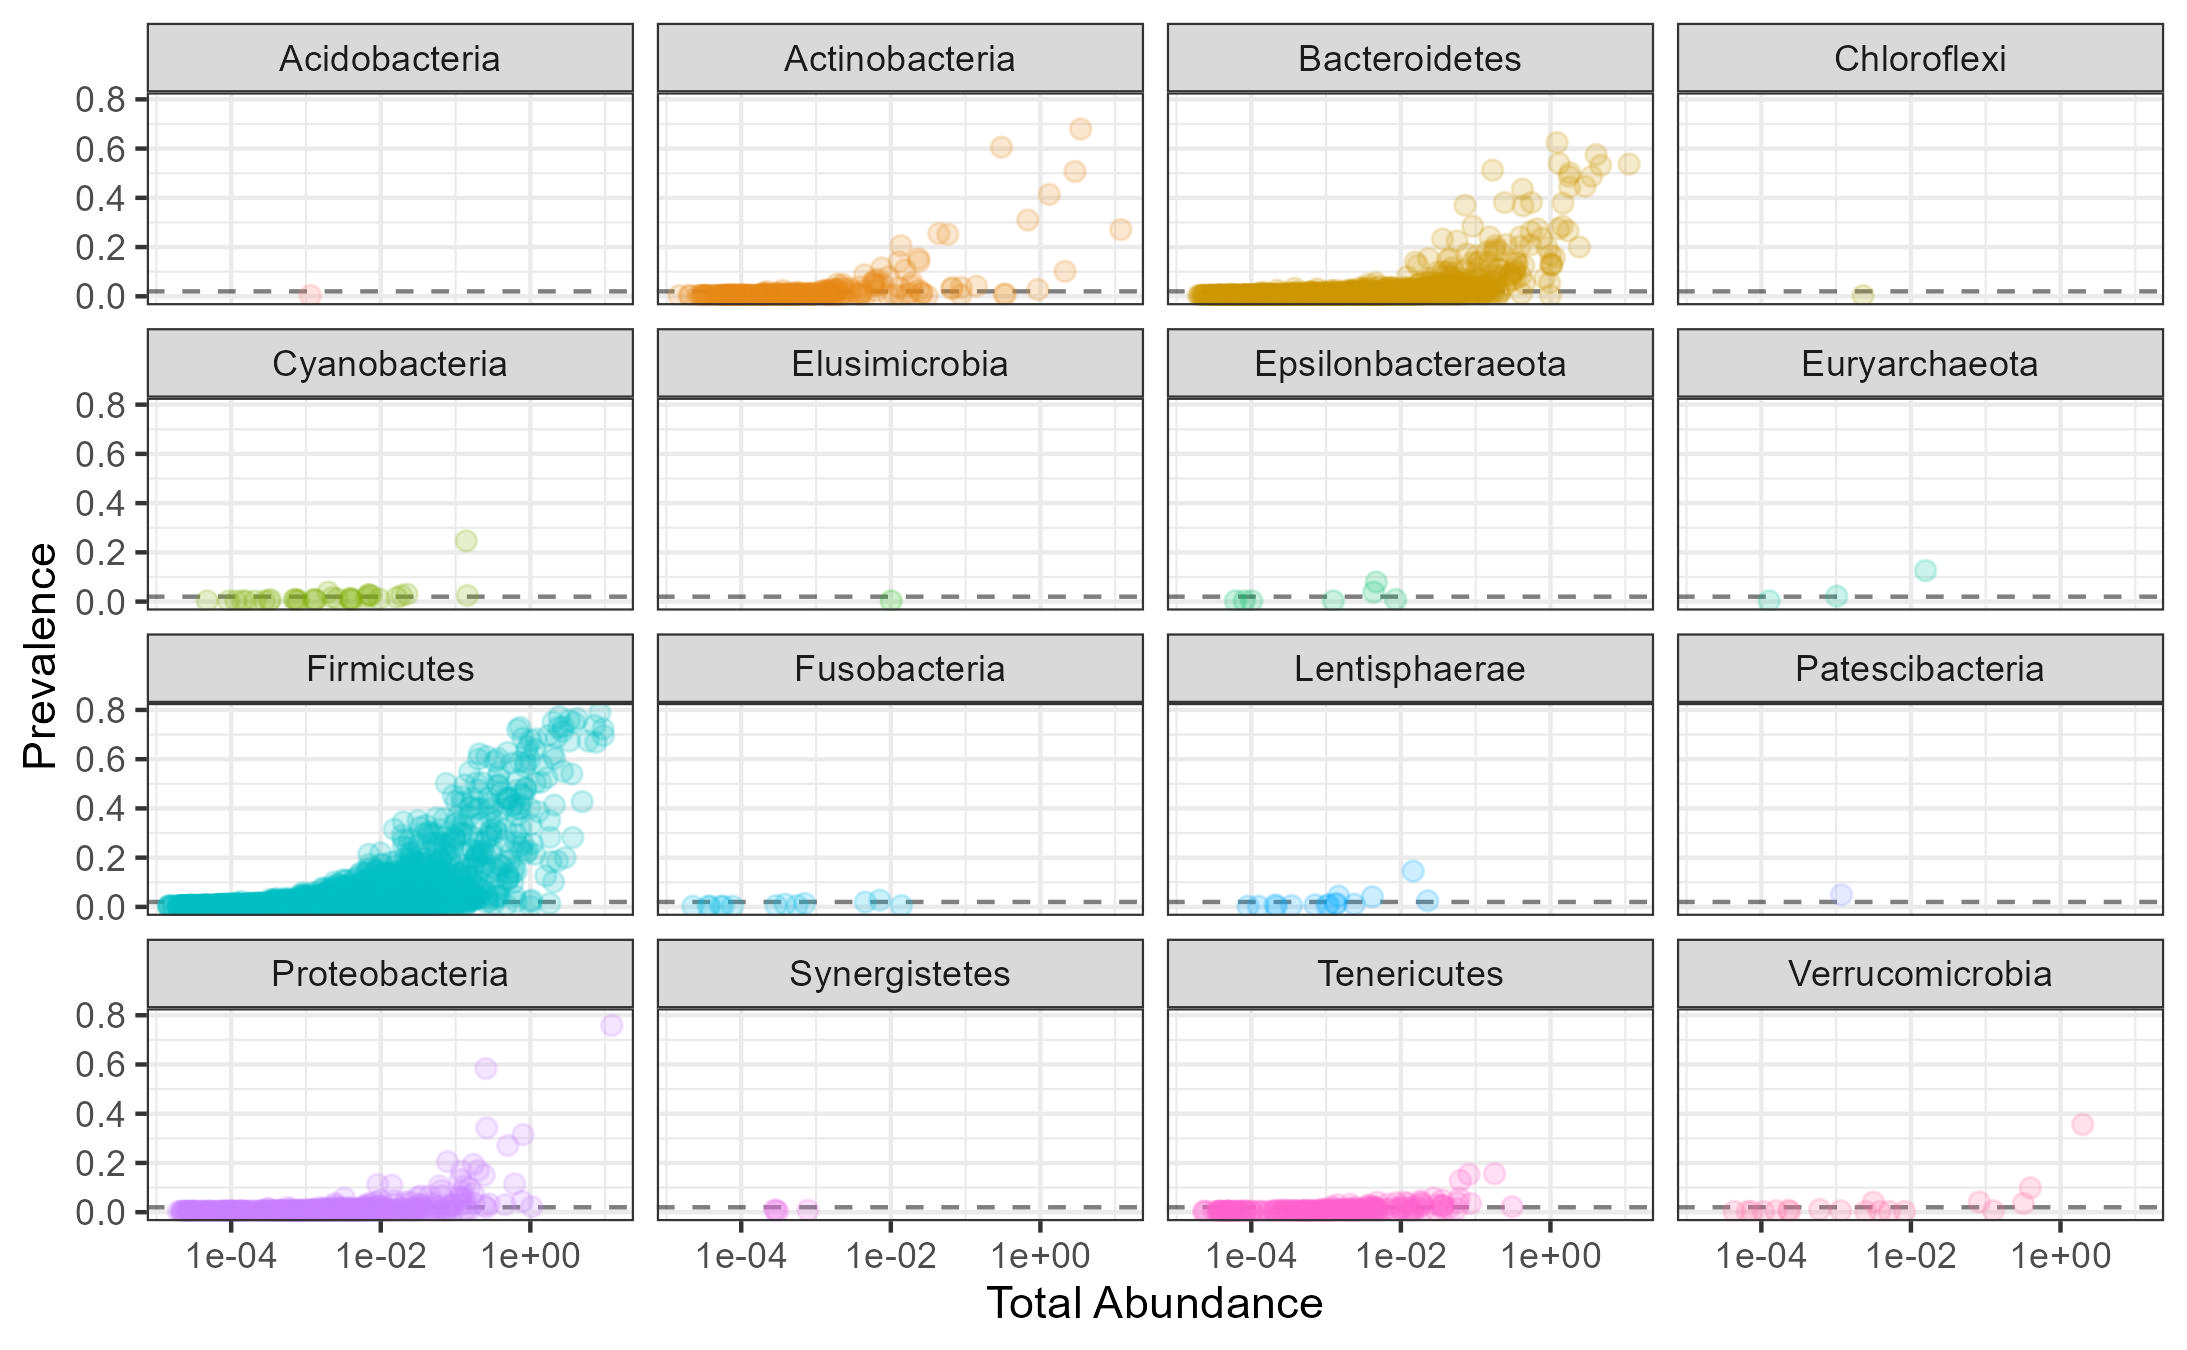 Acidobacteria Actinobacteria Bacteroidetes Chloroflexi
0.8
0.6
0.4
0.2
0.0
Cyanobacteria Elusimicrobia Epsilonbacteraeota Euryarchaeota
0.8
0.6
0.4
0.2
0.0
Prevalence
Firmicutes Fusobacteria Lentisphaerae Patescibacteria
0.8
0.6
0.4
0.2
0.0
Proteobacteria Synergistetes Tenericutes Verrucomicrobia
0.8
0.6
0.4
0.2
0.0
1e-04 1e-02 1e+00 1e-04 1e-02 1e+00 1e-04 1e-02 1e+00 1e-04 1e-02 1e+00
Total Abundance